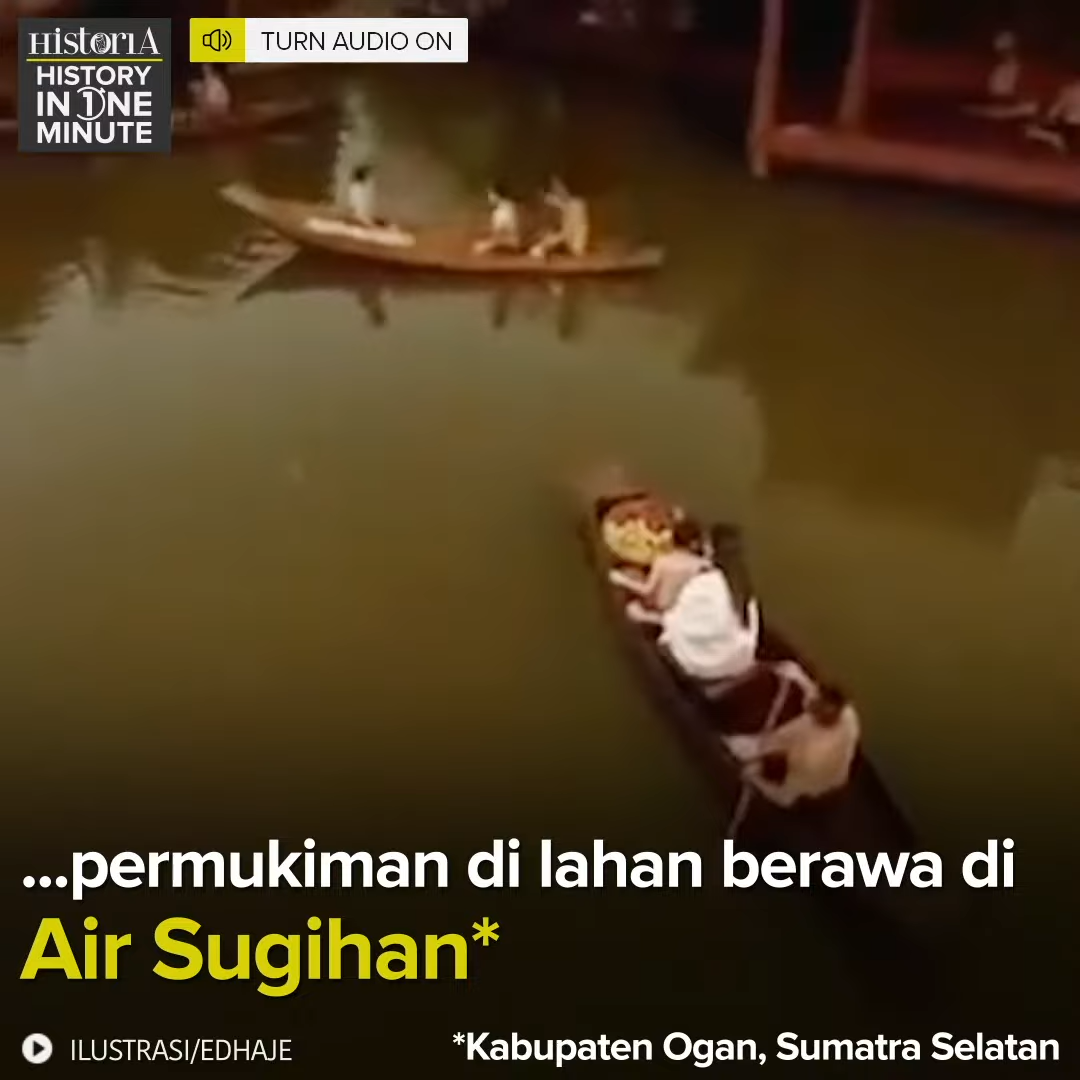 HISTORIA
HISTORY
IN ONE
MINUTE
TURN AUDIO ON
...permukiman di lahan berawa di
Air Sugihan*
ILUSTRASI/EDHAJE
*Kabupaten Ogan, Sumatra Selatan